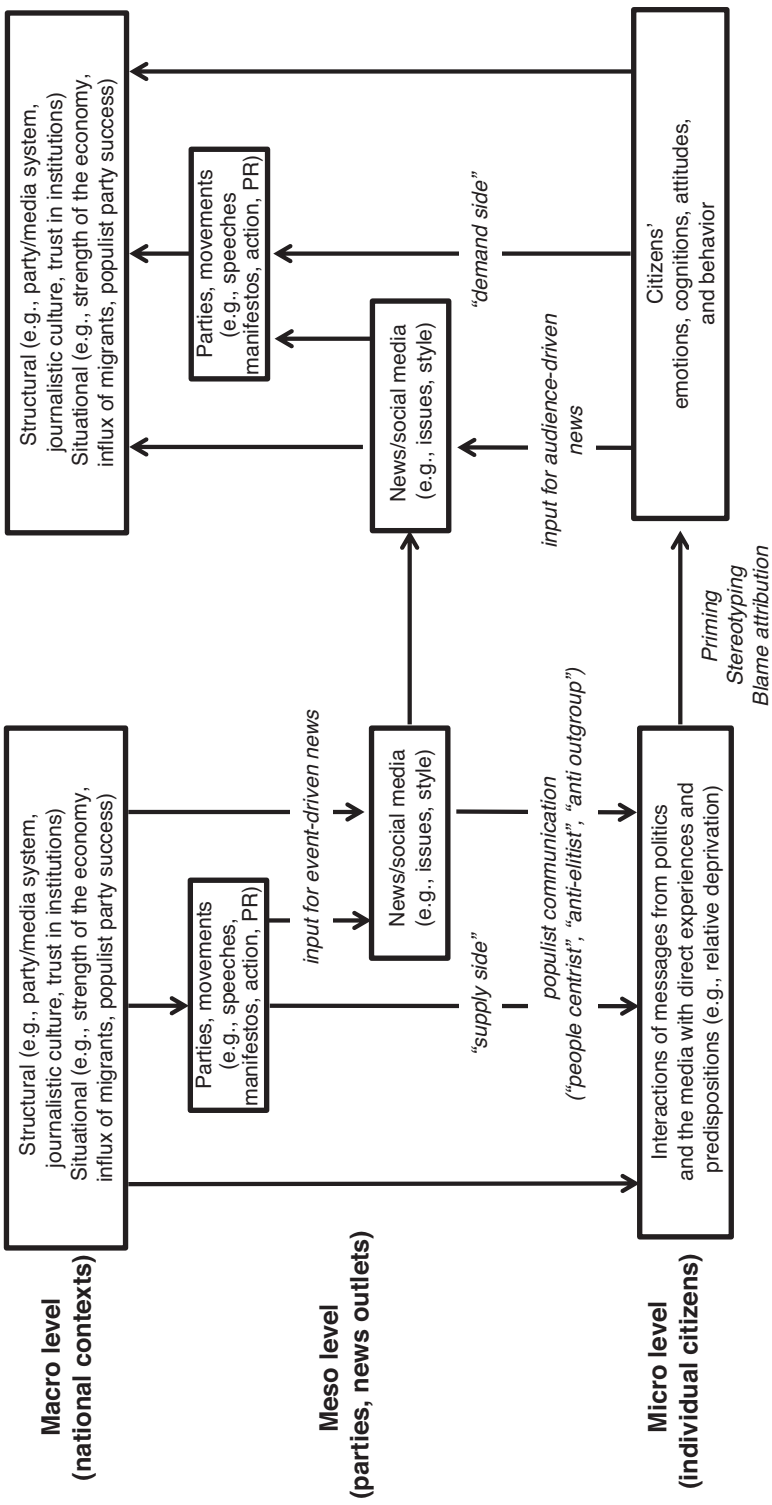 Macro level
(national contexts)
Structural (e.g., party/media system,
journalistic culture, trust in institutions)
Situational (e.g., strength of the economy,
influx of migrants, populist party success)
Structural (e.g., party/media system,
journalistic culture, trust in institutions)
Situational (e.g., strength of the economy,
influx of migrants, populist party success)
Meso level
(parties, news outlets)
Parties, movements
(e.g., speeches,
manifestos, action, PR)
input for event-driven news
News/social media
(e.g., issues, style)
“supply side”
populist communication
(“people centrist”, “anti-elitist”, “anti outgroup”)
Parties, movements
(e.g., speeches
manifestos, action, PR)
News/social media
(e.g., issues, style)
“demand side”
input for audience-driven
news
Micro level
(individual citizens)
Interactions of messages from politics
and the media with direct experiences and
predispositions (e.g., relative deprivation)
Priming
Stereotyping
Blame attribution
Citizens’
emotions, cognitions, attitudes,
and behavior